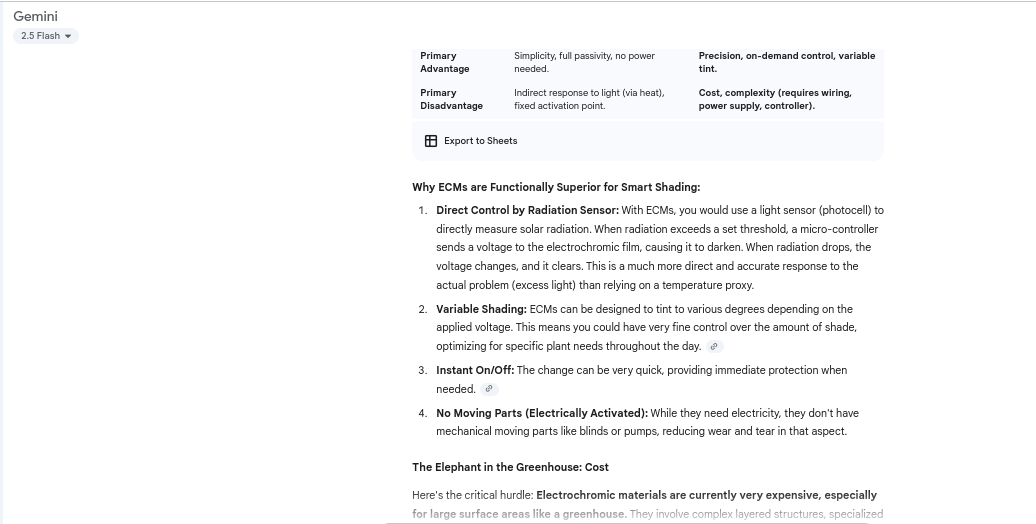 Gemini
2.5 Flash
Primary Advantage
Simplicity, full passivity, no power needed.
Precision, on-demand control, variable tint.
Primary Disadvantage
Indirect response to light (via heat), fixed activation point.
Cost, complexity (requires wiring, power supply, controller).
Export to Sheets
Why ECMs are Functionally Superior for Smart Shading:
1. Direct Control by Radiation Sensor: With ECMs, you would use a light sensor (photocell) to
directly measure solar radiation. When radiation exceeds a set threshold, a micro-controller
sends a voltage to the electrochromic film, causing it to darken. When radiation drops, the
voltage changes, and it clears. This is a much more direct and accurate response to the
actual problem (excess light) than relying on a temperature proxy.
2. Variable Shading: ECMs can be designed to tint to various degrees depending on the
applied voltage. This means you could have very fine control over the amount of shade,
optimizing for specific plant needs throughout the day.
3. Instant On/Off: The change can be very quick, providing immediate protection when
needed.
4. No Moving Parts (Electrically Activated): While they need electricity, they don't have
mechanical moving parts like blinds or pumps, reducing wear and tear in that aspect.
The Elephant in the Greenhouse: Cost
Here's the critical hurdle: Electrochromic materials are currently very expensive, especially
for large surface areas like a greenhouse. They involve complex layered structures, specialized